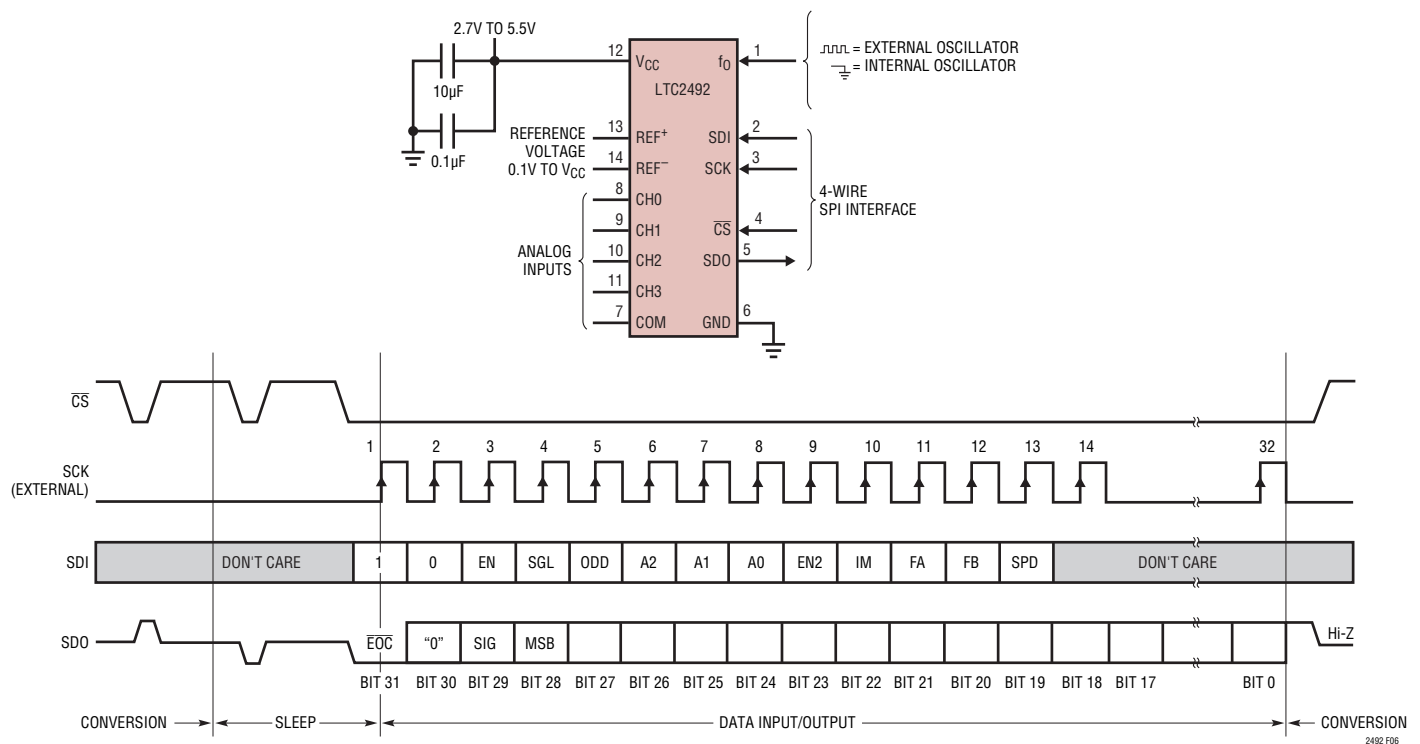 2.7V TO 5.5V
10µF
0.1µF
REFERENCE
VOLTAGE
0.1V TO VCC
ANALOG
INPUTS
12
13
14
8
9
10
11
7
VCC
LTC2492
REF+
REF–
CH0
CH1
CH2
CH3
COM
fO
SDI
SCK
CS
SDO
GND
1
2
3
4
5
6
= EXTERNAL OSCILLATOR
= INTERNAL OSCILLATOR
4-WIRE
SPI INTERFACE
CS
1 2 3 4 5 6 7 8 9 10 11 12 13 14 32
SCK
(EXTERNAL)
SDI DON'T CARE 1 0 EN SGL ODD A2 A1 A0 EN2 IM FA FB SPD DON'T CARE
SDO EOC "0" SIG MSB Hi-Z
BIT 31 BIT 30 BIT 29 BIT 28 BIT 27 BIT 26 BIT 25 BIT 24 BIT 23 BIT 22 BIT 21 BIT 20 BIT 19 BIT 18 BIT 17 BIT 0
CONVERSION SLEEP DATA INPUT/OUTPUT CONVERSION
2492 F06